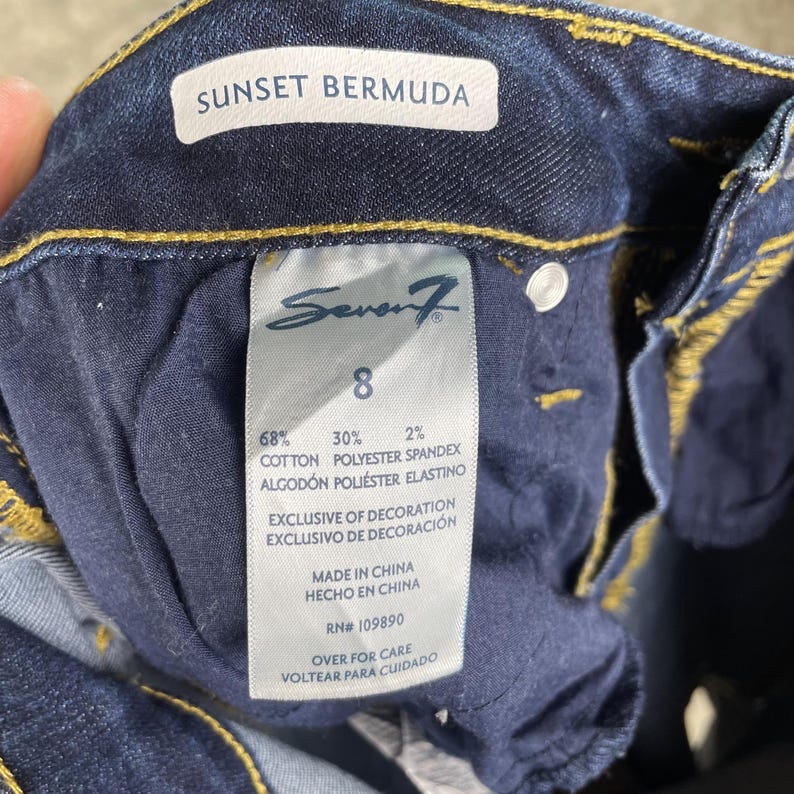 SUNSET BERMUDA
Seven7®
8
68% 30% 2%
COTTON POLYESTER SPANDEX
ALGODÓN POLIÉSTER ELASTINO
EXCLUSIVE OF DECORATION
EXCLUSIVO DE DECORACIÓN
MADE IN CHINA
HECHO EN CHINA
RN# 109890
OVER FOR CARE
VOLTEAR PARA CUIDADO